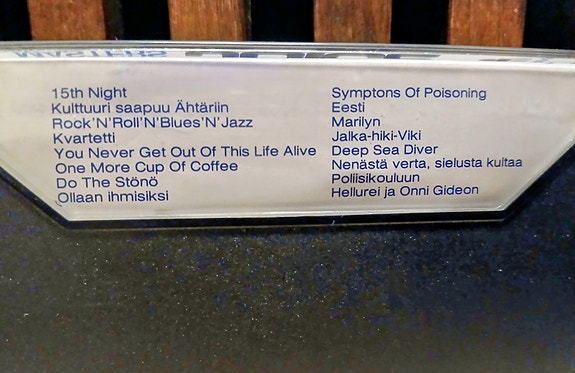 15th Night
Kulttuuri saapuu Ähtäriin
Rock'N'Roll'N'Blues'N'Jazz
Kvartetti
You Never Get Out Of This Life Alive
One More Cup Of Coffee
Do The Stönö
Ollaan ihmisiksi
Symptons Of Poisoning
Eesti
Marilyn
Jalka-hiki-Viki
Deep Sea Diver
Nenästä verta, sielusta kultaa
Poliisikouluun
Hellurei ja Onni Gideon